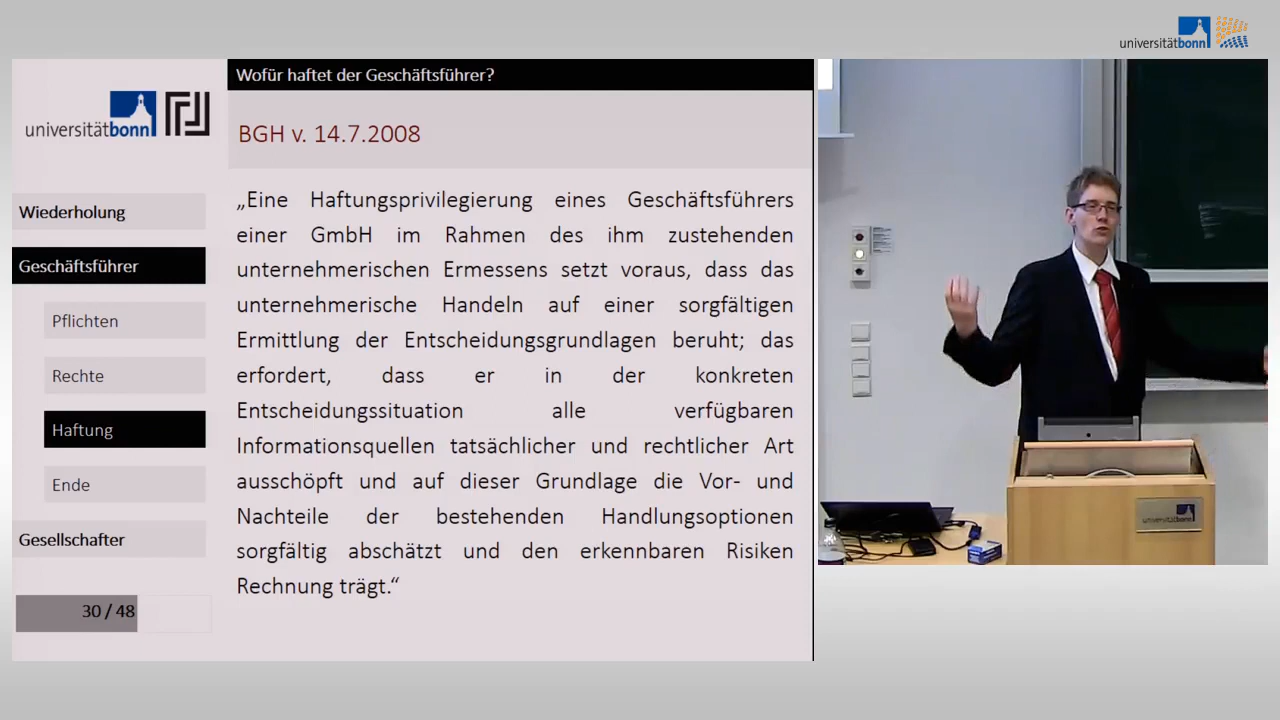 universitätbonn
Wofür haftet der Geschäftsführer?
universitätbonn
BGH v. 14.7.2008
Wiederholung
Geschäftsführer
Pflichten
Rechte
Haftung
Ende
Gesellschafter
30 / 48
„Eine Haftungsprivilegierung eines Geschäftsführers
einer GmbH im Rahmen des ihm zustehenden
unternehmerischen Ermessens setzt voraus, dass das
unternehmerische Handeln auf einer sorgfältigen
Ermittlung der Entscheidungsgrundlagen beruht; das
erfordert, dass er in der konkreten
Entscheidungssituation alle verfügbaren
Informationsquellen tatsächlicher und rechtlicher Art
ausschöpft und auf dieser Grundlage die Vor- und
Nachteile der bestehenden Handlungsoptionen
sorgfältig abschätzt und den erkennbaren Risiken
Rechnung trägt.“
universitätbonn